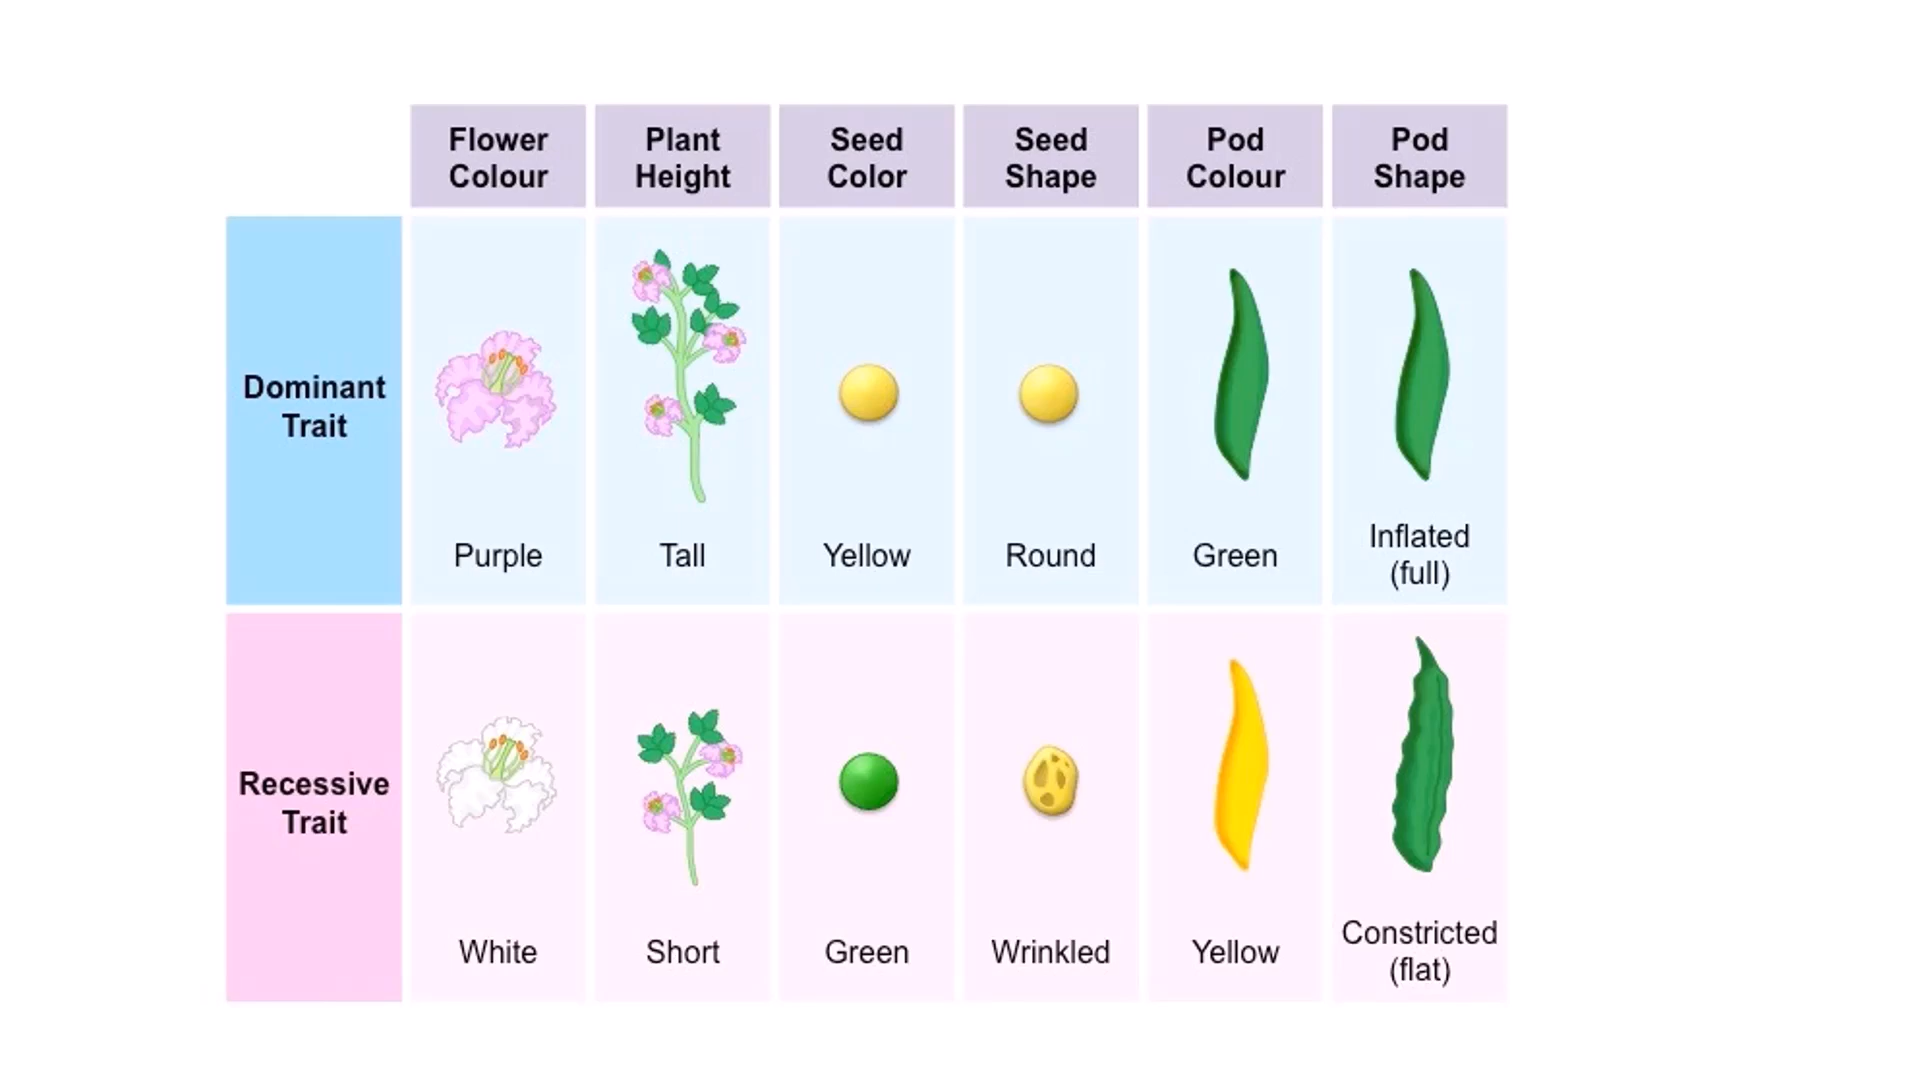 Flower
Colour
Plant
Height
Seed
Color
Seed
Shape
Pod
Colour
Pod
Shape
Dominant
Trait
Purple
Tall
Yellow
Round
Green
Inflated
(full)
Recessive
Trait
White
Short
Green
Wrinkled
Yellow
Constricted
(flat)